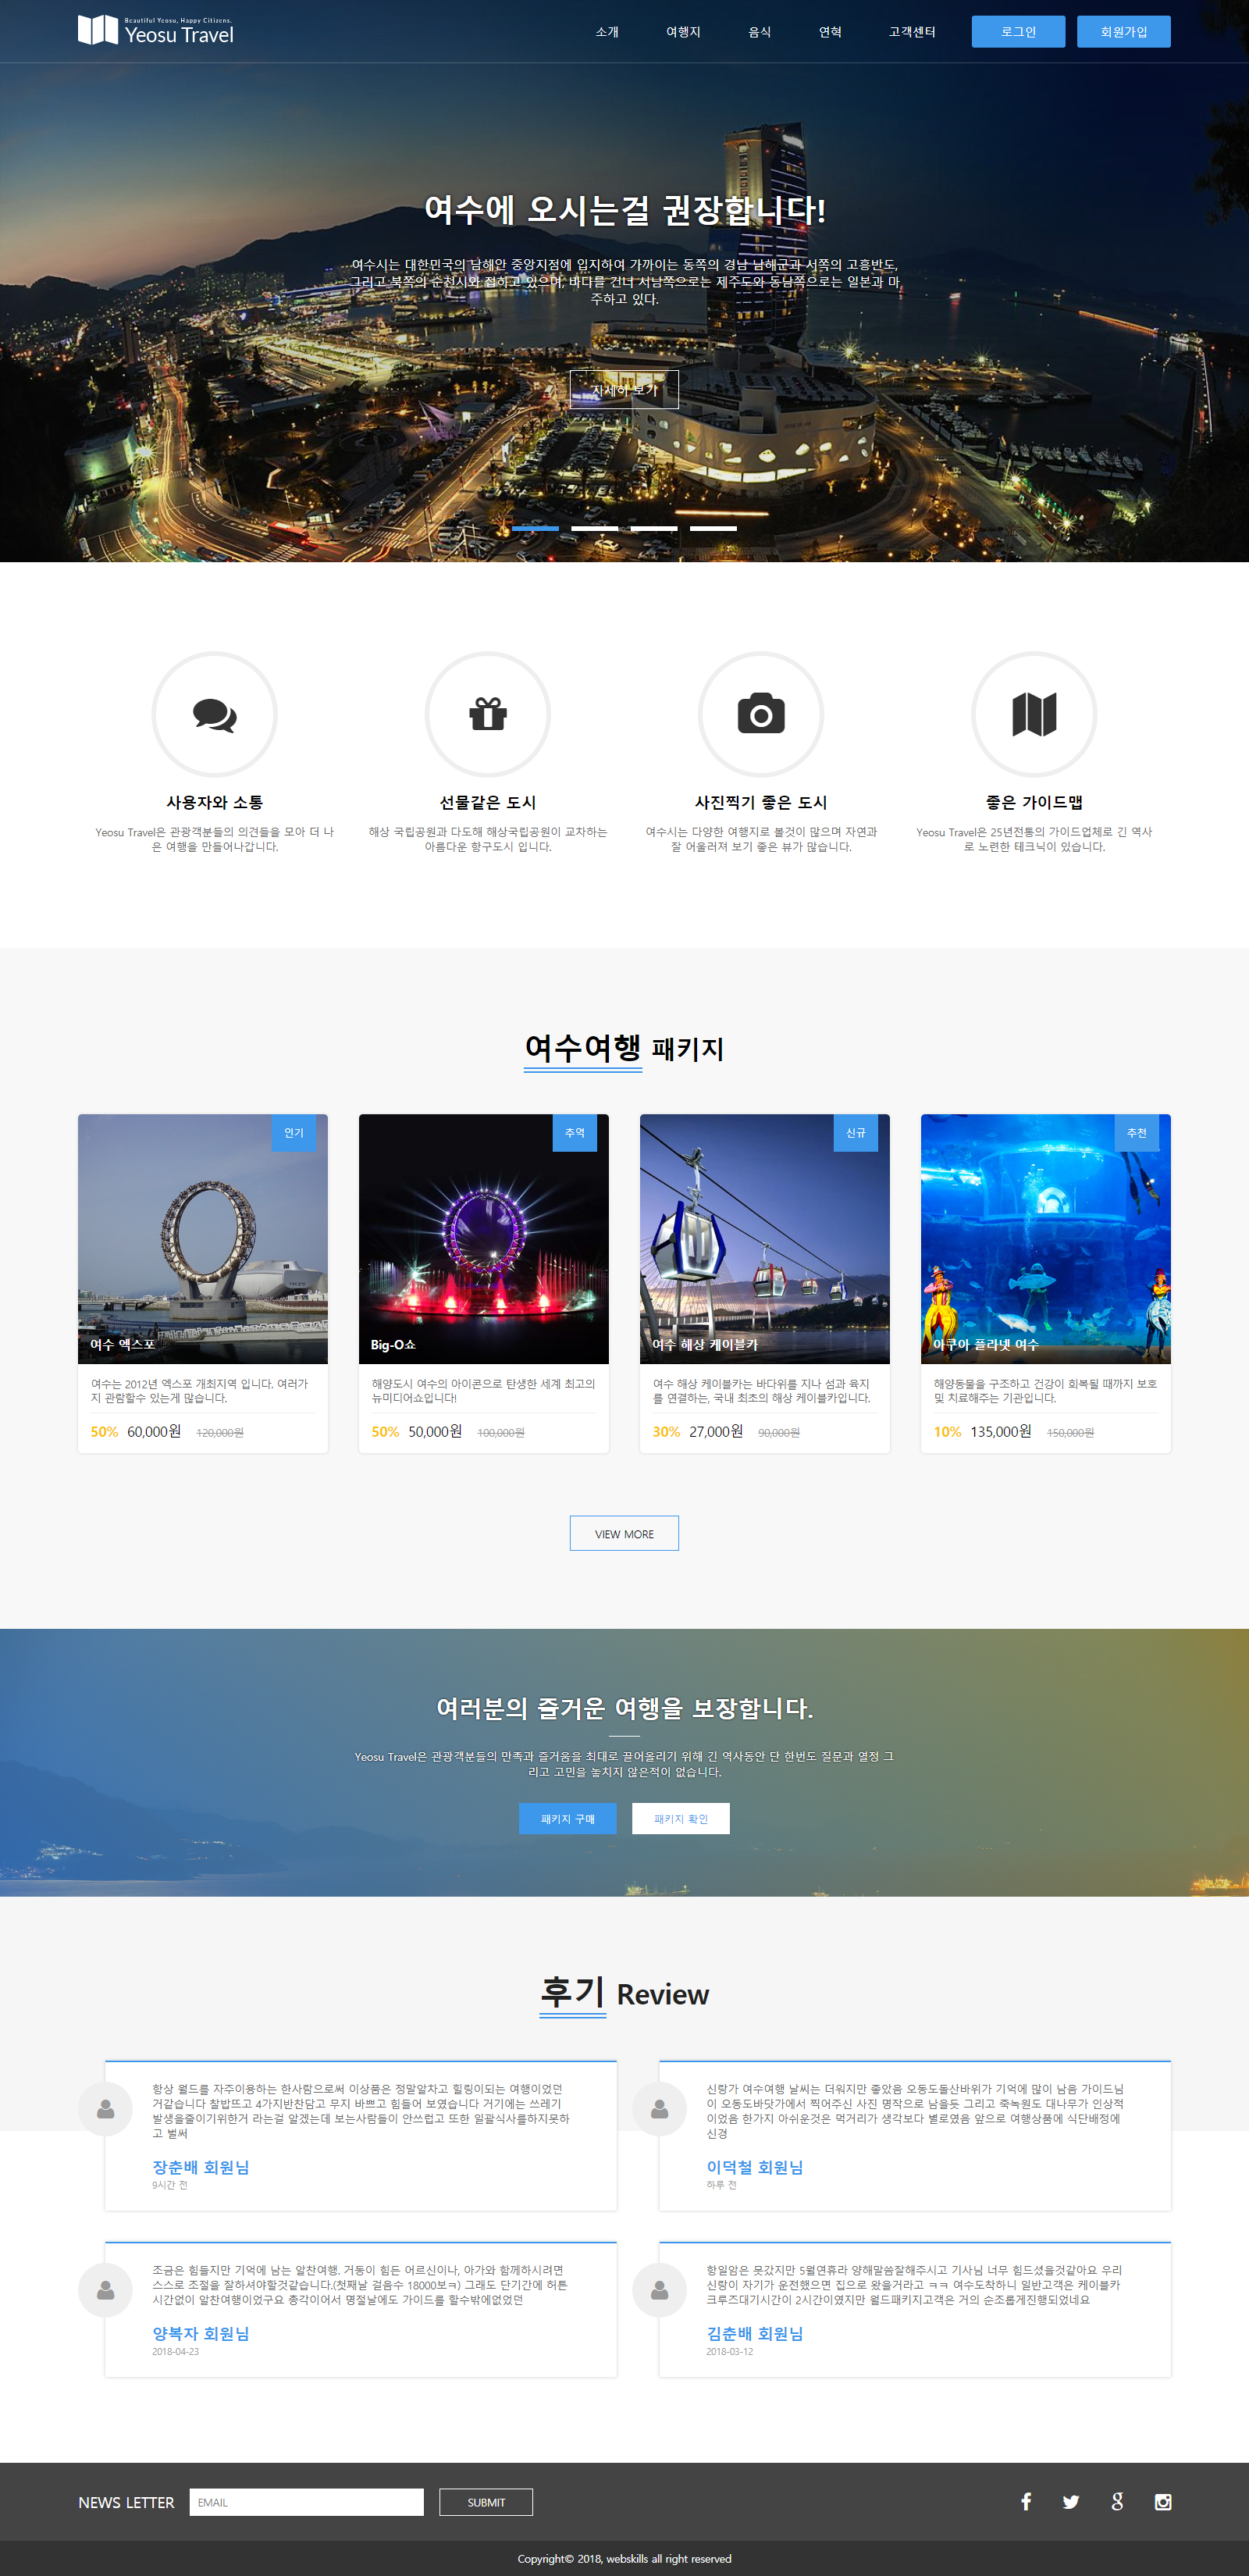 Beautiful Yeosu, Happy Citizens.
Yeosu Travel
소개 여행지 음식 연혁 고객센터 로그인 회원가입
여수에 오시는걸 권장합니다!
여수시는 대한민국의 남해안 중앙지점에 입지하여 가까이는 동쪽의 경남 남해군과 서쪽의 고흥반도,
그리고 북쪽의 순천시와 접하고 있으며, 바다를 건너 서남쪽으로는 제주도와 동남쪽으로는 일본과 마
주하고 있다.
자세히 보기
사용자와 소통
Yeosu Travel은 관광객분들의 의견들을 모아 더 나
은 여행을 만들어나갑니다.
선물같은 도시
해상 국립공원과 다도해 해상국립공원이 교차하는
아름다운 항구도시 입니다.
사진찍기 좋은 도시
여수시는 다양한 여행지로 볼것이 많으며 자연과
잘 어울러져 보기 좋은 뷰가 많습니다.
좋은 가이드맵
Yeosu Travel은 25년전통의 가이드업체로 긴 역사
로 노련한 테크닉이 있습니다.
여수여행 패키지
인기
여수 엑스포
여수는 2012년 엑스포 개최지역 입니다. 여러가
지 관람할수 있는게 많습니다.
50% 60,000원 120,000원
추억
Big-O쇼
해양도시 여수의 아이콘으로 탄생한 세계 최고의
뉴미디어쇼입니다!
50% 50,000원 100,000원
신규
여수 해상 케이블카
여수 해상 케이블카는 바다위를 지나 섬과 육지
를 연결하는, 국내 최초의 해상 케이블카입니다.
30% 27,000원 90,000원
추천
아쿠아 플라넷 여수
해양동물을 구조하고 건강이 회복될 때까지 보호
및 치료해주는 기관입니다.
10% 135,000원 150,000원
VIEW MORE
여러분의 즐거운 여행을 보장합니다.
Yeosu Travel은 관광객분들의 만족과 즐거움을 최대로 끌어올리기 위해 긴 역사동안 단 한번도 질문과 열정 그
리고 고민을 놓치지 않은적이 없습니다.
패키지 구매 패키지 확인
후기 Review
항상 월드를 자주이용하는 한사람으로써 이상품은 정말알차고 힐링이되는 여행이었던
거같습니다 찰밥뜨고 4가지반찬담고 무지 바쁘고 힘들어 보였습니다 거기에는 쓰레기
발생을줄이기위한거 라는걸 알겠는데 보는사람들이 안쓰럽고 또한 일괄식사를하지못하
고 벌써
장춘배 회원님
9시간 전
신랑가 여수여행 날씨는 더워지만 좋았음 오동도돌산바위가 기억에 많이 남음 가이드님
이 오동도바닷가에서 찍어주신 사진 명작으로 남을듯 그리고 죽녹원도 대나무가 인상적
이었음 한가지 아쉬운것은 먹거리가 생각보다 별로였음 앞으로 여행상품에 식단배정에
신경
이덕철 회원님
하루 전
조금은 힘들지만 기억에 남는 알찬여행. 거동이 힘든 어르신이나, 아가와 함께하시려면
스스로 조절을 잘하셔야할것같습니다.(첫째날 걸음수 18000보ㅋ) 그래도 단기간에 허튼
시간없이 알찬여행이었구요 총각이어서 명절날에도 가이드를 할수밖에없었던
양복자 회원님
2018-04-23
항일암은 못갔지만 5월연휴라 양해말씀잘해주시고 기사님 너무 힘드셨을것같아요 우리
신랑이 자기가 운전했으면 집으로 왔을거라고 ㅋㅋ 여수도착하니 일반고객은 케이블카
크루즈대기시간이 2시간이였지만 월드패키지고객은 거의 순조롭게진행되었네요
김춘배 회원님
2018-03-12
NEWS LETTER EMAIL SUBMIT
Copyright© 2018, webskills all right reserved